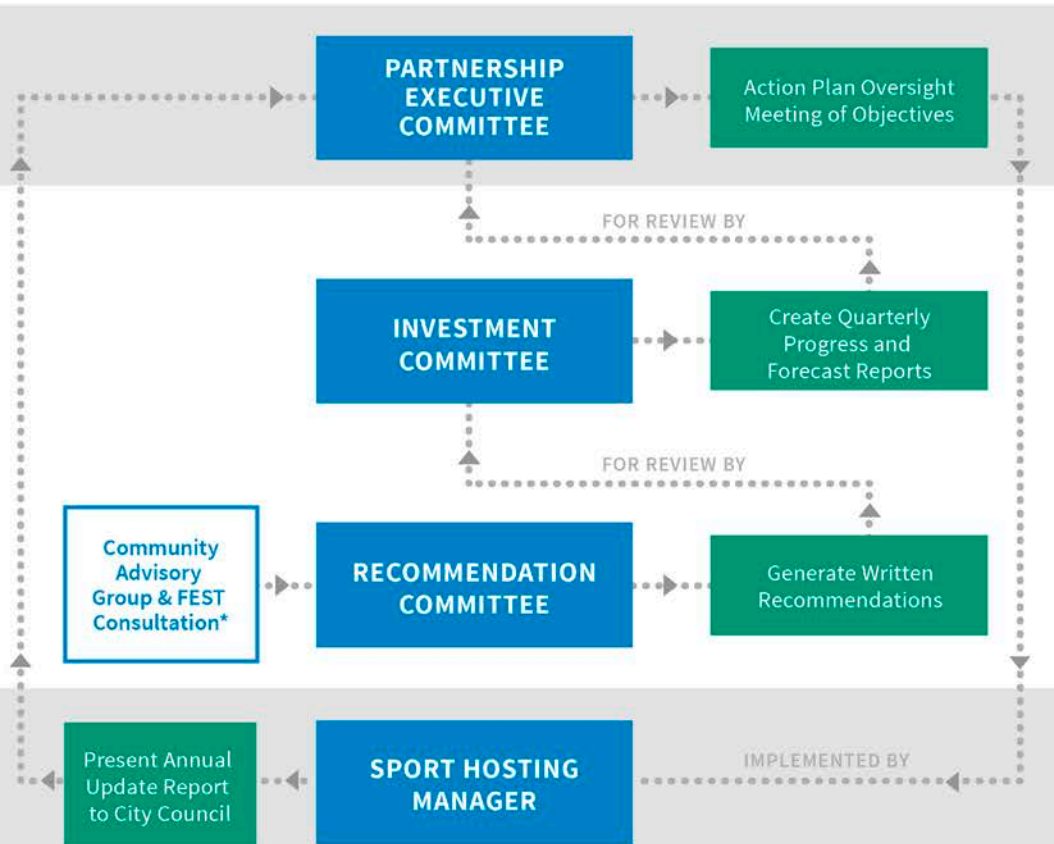 PARTNERSHIP
EXECUTIVE
COMMITTEE
Action Plan Oversight
Meeting of Objectives
FOR REVIEW BY
INVESTMENT
COMMITTEE
Create Quarterly
Progress and
Forecast Reports
FOR REVIEW BY
Community
Advisory
Group & FEST
Consultation*
RECOMMENDATION
COMMITTEE
Generate Written
Recommendations
Present Annual
Update Report
to City Council
SPORT HOSTING
MANAGER
IMPLEMENTED BY